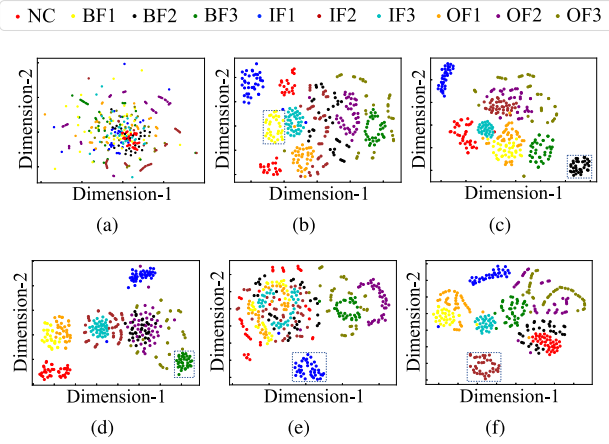 NC BF1 BF2 BF3 IF1 IF2 IF3 OF1 OF2 OF3
Dimension-2 Dimension-2 Dimension-2
Dimension-1 Dimension-1 Dimension-1
(a) (b) (c)
Dimension-2 Dimension-2 Dimension-2
Dimension-1 Dimension-1 Dimension-1
(d) (e) (f)